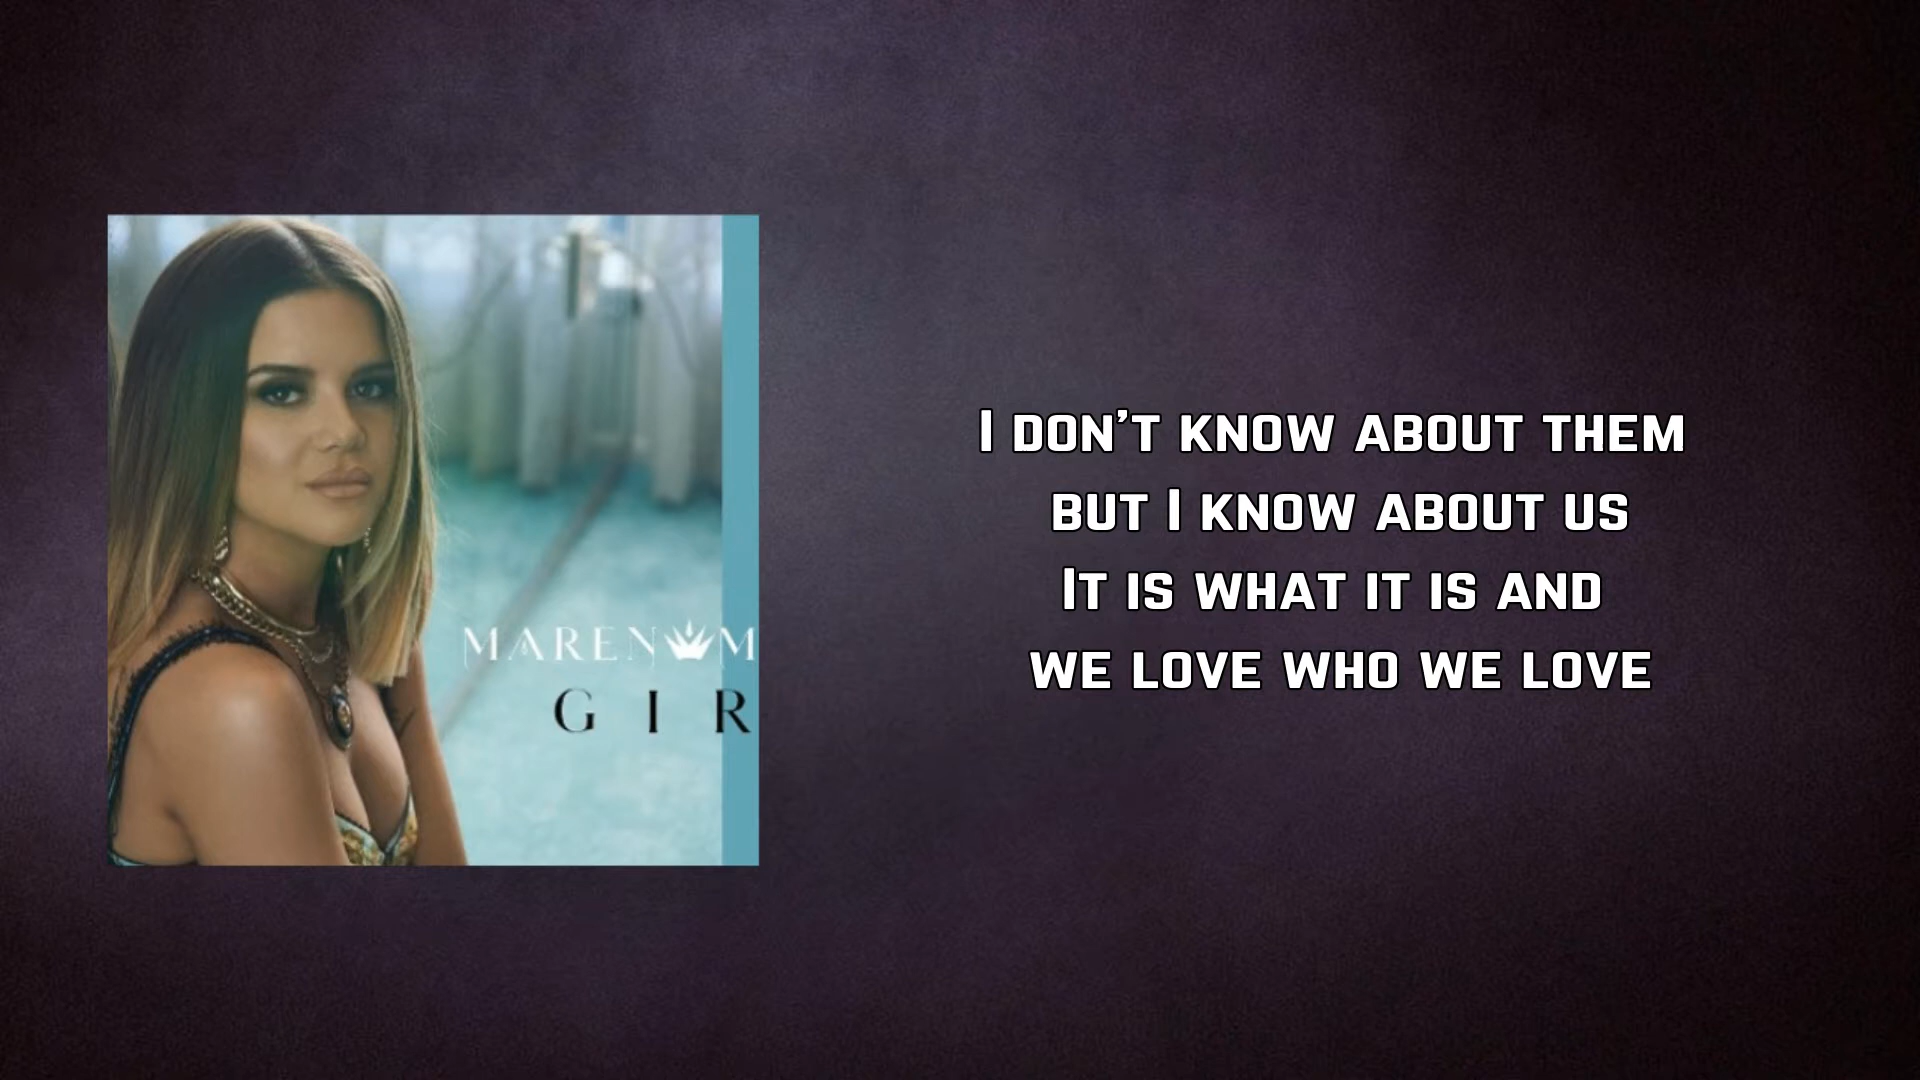 MAREN M
GIR
I don't know about them
but I know about us
It is what it is and
we love who we love